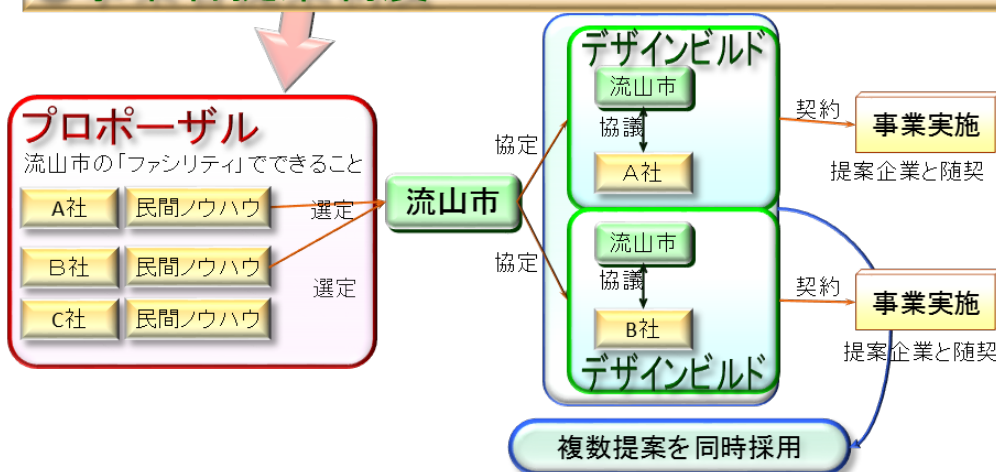 プロポーザル
流山市の「ファシリティ」でできること
A社 民間ノウハウ
B社 民間ノウハウ
C社 民間ノウハウ
選定
選定
流山市
協定
協定
デザインビルド
流山市
協議
A社
契約
事業実施
提案企業と随契
流山市
協議
B社
デザインビルド
契約
事業実施
提案企業と随契
複数提案を同時採用